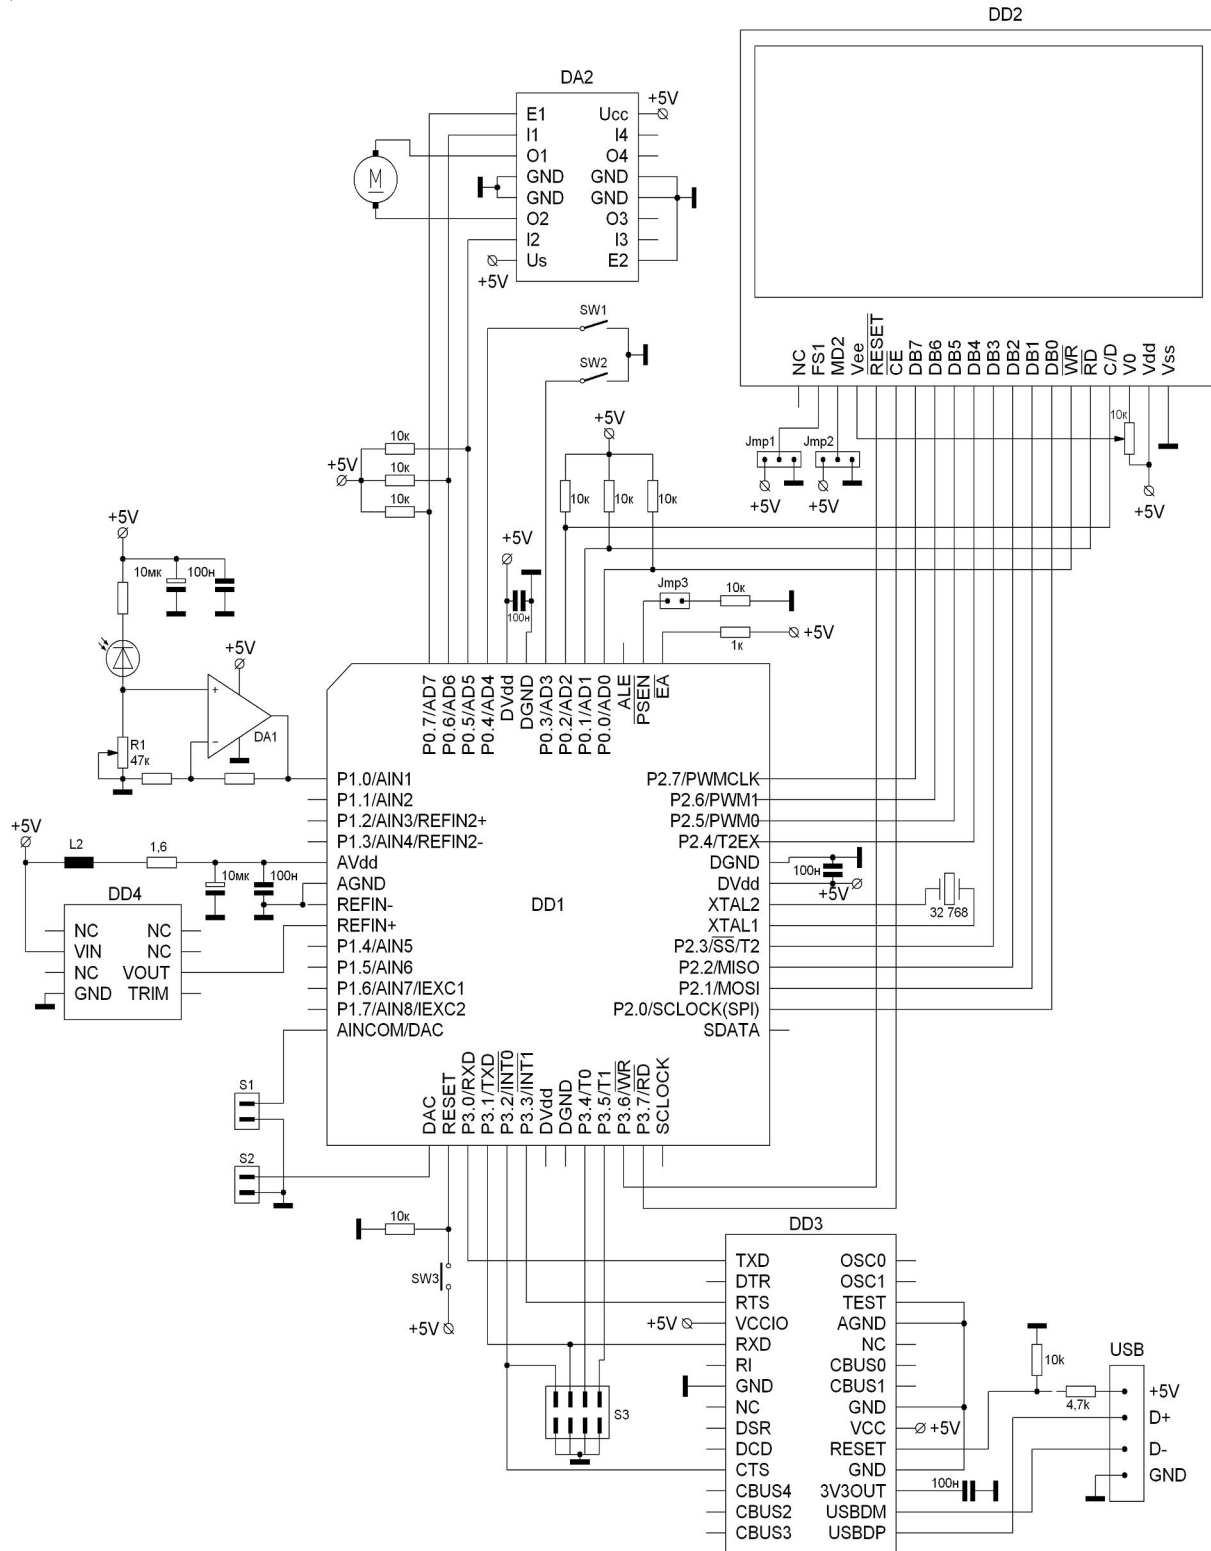 DD2
DA2
+5V
E1 Ucc
I1 I4
O1 O4
GND GND
GND GND
O2 O3
I2 I3
Us E2
+5V
M
SW1
SW2
NC
FS1
MD2
Vee
RESET
CE
DB7
DB6
DB5
DB4
DB3
DB2
DB1
DB0
WR
RD
C/D
V0
Vdd
Vss
10к
Jmp1
Jmp2
+5V
+5V
+5V
+5V
10к
10к
10к
+5V
10к
10к
10к
+5V
10мк
100н
+5V
100н
Jmp3
10к
1к
+5V
+5V
DA1
R1
47к
P0.7/AD7
P0.6/AD6
P0.5/AD5
P0.4/AD4
DVdd
DGND
P0.3/AD3
P0.2/AD2
P0.1/AD1
P0.0/AD0
ALE
PSEN
EA
P1.0/AIN1
P1.1/AIN2
P1.2/AIN3/REFIN2+
P1.3/AIN4/REFIN2-
AVdd
AGND
REFIN-
REFIN+
P1.4/AIN5
P1.5/AIN6
P1.6/AIN7/IEXC1
P1.7/AIN8/IEXC2
AINCOM/DAC
DD1
P2.7/PWMCLK
P2.6/PWM1
P2.5/PWM0
P2.4/T2EX
DGND
DVdd
XTAL2
XTAL1
P2.3/SS/T2
P2.2/MISO
P2.1/MOSI
P2.0/SCLOCK(SPI)
SDATA
100н
+5V
32 768
+5V
L2
1,6
10мк
100н
DD4
NC NC
VIN NC
NC VOUT
GND TRIM
S1
S2
DAC
RESET
P3.0/RXD
P3.1/TXD
P3.2/INT0
P3.3/INT1
DVdd
DGND
P3.4/T0
P3.5/T1
P3.6/WR
P3.7/RD
SCLOCK
10к
SW3
+5V
S3
DD3
TXD OSC0
DTR OSC1
RTS TEST
+5V VCCIO AGND
RXD NC
RI CBUS0
GND CBUS1
NC GND
DSR VCC +5V
DCD RESET
CTS GND
CBUS4 3V3OUT
CBUS2 USBDM
CBUS3 USBDP
100н
10k
4,7k
USB
+5V
D+
D-
GND